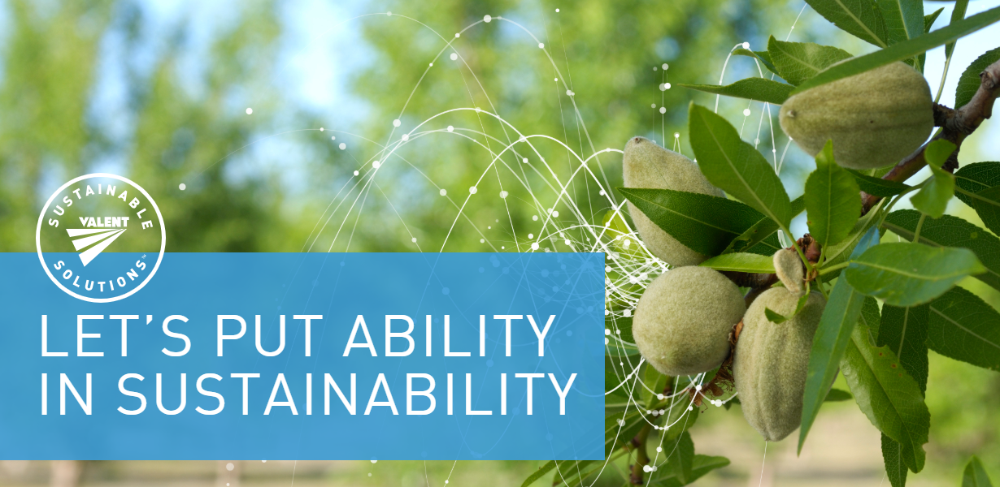 SUSTAINABLE
VALENT
SOLUTIONS™
LET'S PUT ABILITY
IN SUSTAINABILITY